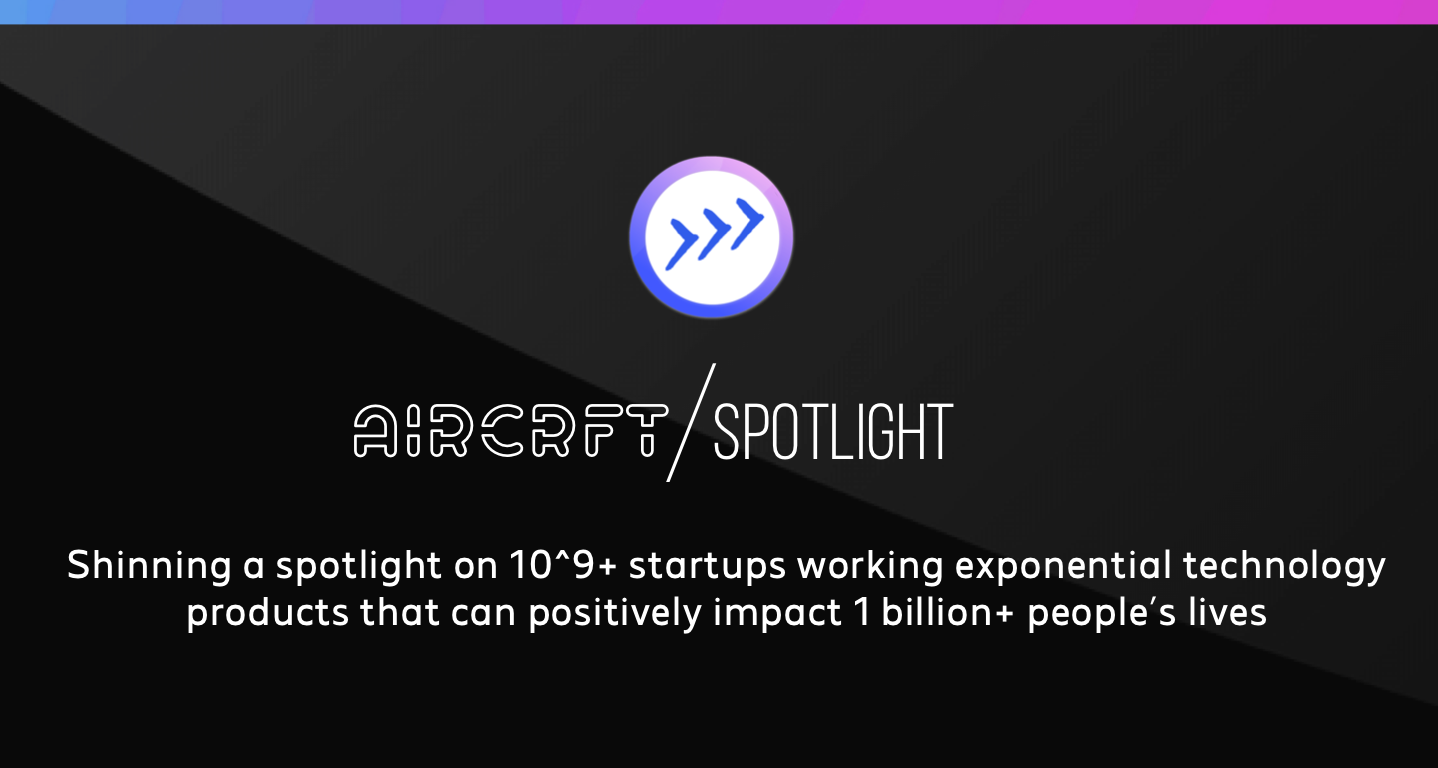 AIRCRFT/SPOTLIGHT
Shinning a spotlight on 10^9+ startups working exponential technology
products that can positively impact 1 billion+ people's lives